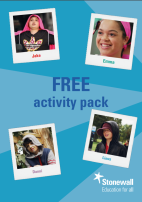 Jake
Emma
FREE
activity pack
Stonewall
Education for all